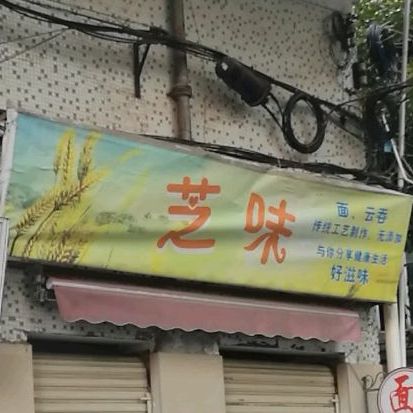 芝味
面、云吞
传统工艺制作，无添加
与你分享健康生活
好滋味
面